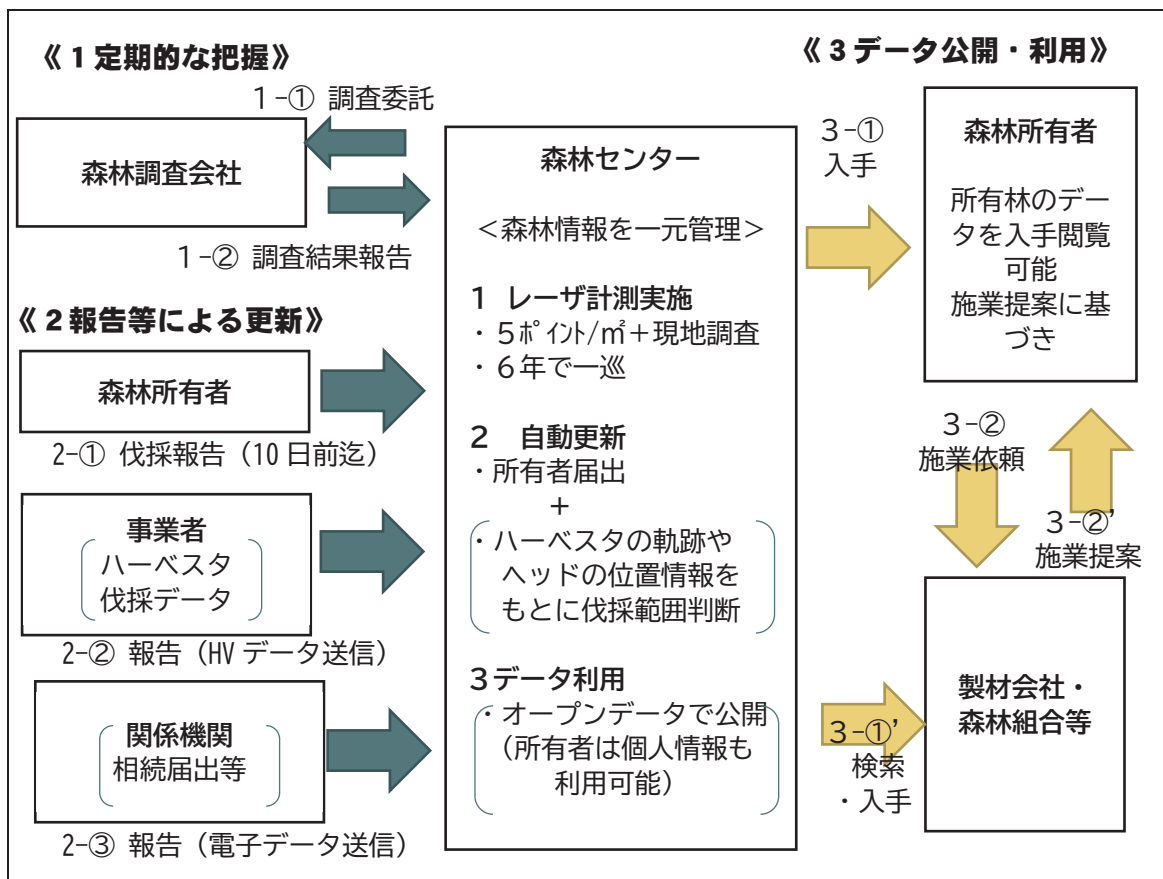 《１定期的な把握》
１-① 調査委託
森林調査会社
１-② 調査結果報告
《２報告等による更新》
森林所有者
2-① 伐採報告（10 日前迄）
事業者
ハーベスタ
伐採データ
2-② 報告（HV データ送信）
関係機関
相続届出等
2-③ 報告（電子データ送信）
森林センター
＜森林情報を一元管理＞
１ レーザ計測実施
・５ﾎﾟｲﾝﾄ/㎡＋現地調査
・６年で一巡
２　自動更新
・所有者届出
＋
・ハーベスタの軌跡や
ヘッドの位置情報を
もとに伐採範囲判断
３データ利用
・オープンデータで公開
（所有者は個人情報も
利用可能）
《３データ公開・利用》
３-①
入手
森林所有者
所有林のデー
タを入手閲覧
可能
施業提案に基
づき
３-②
施業依頼
３-②’
施業提案
３-①’
検索
・入手
製材会社・
森林組合等